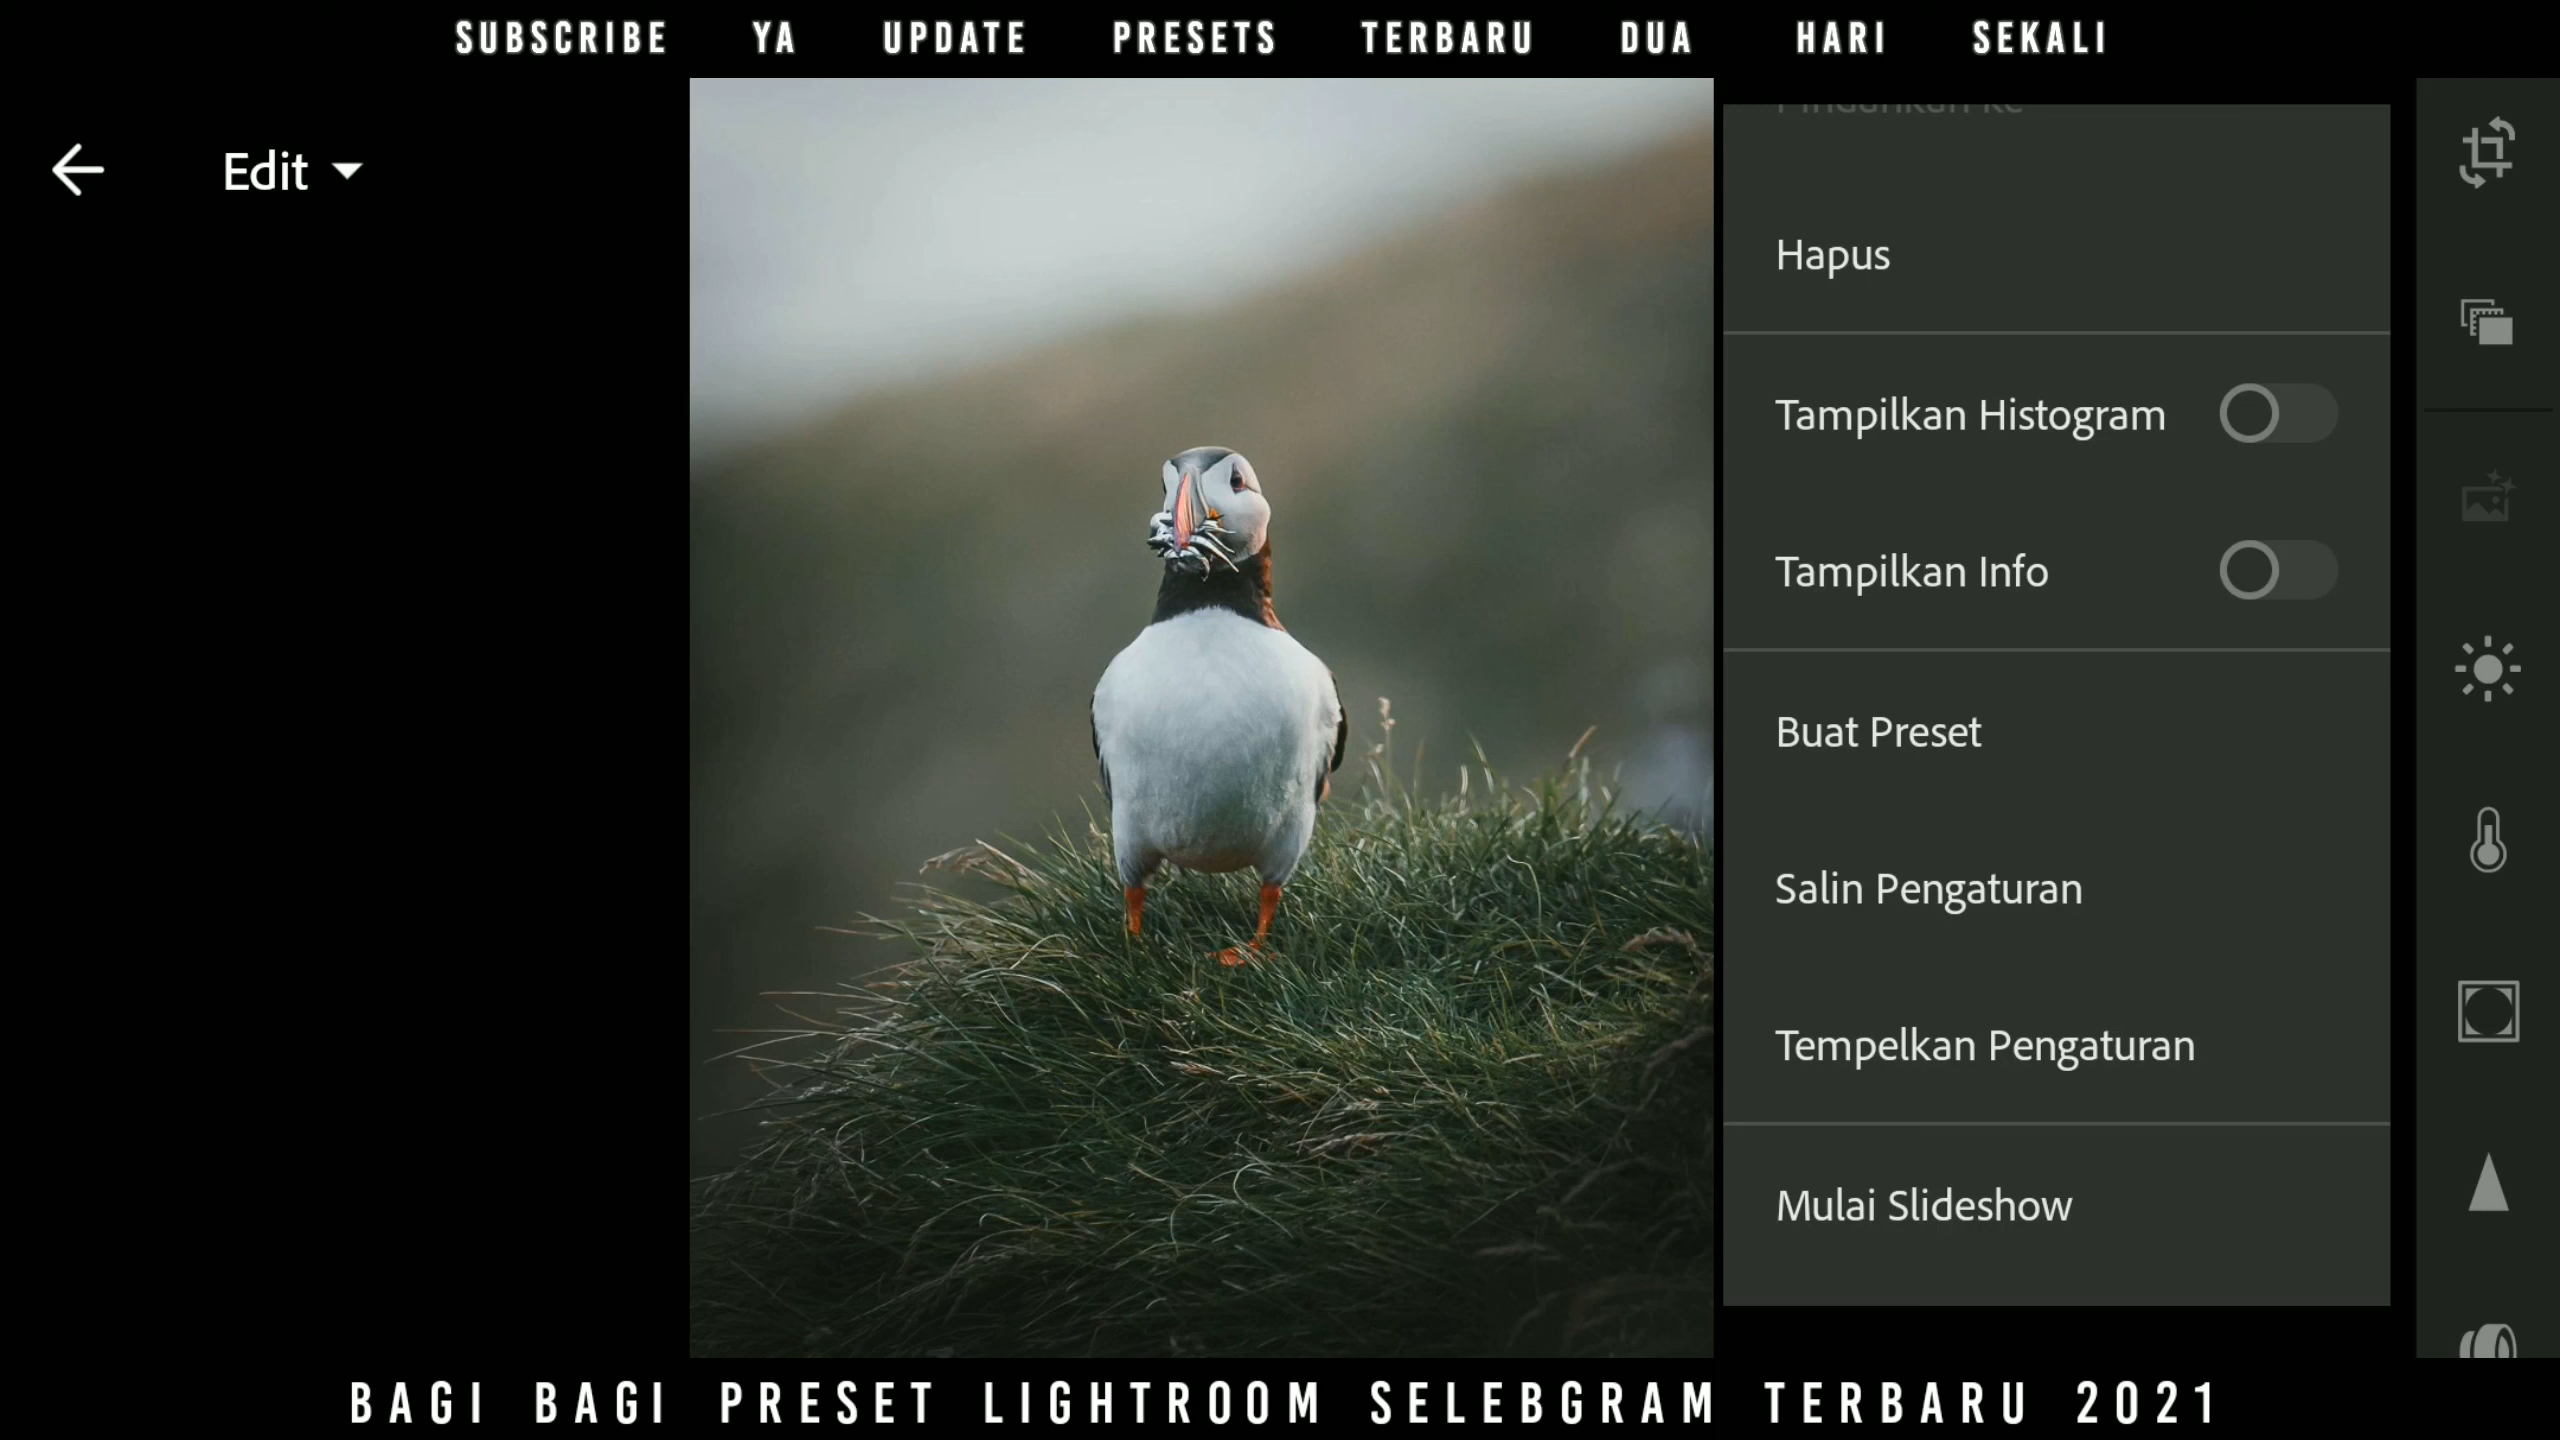 SUBSCRIBE YA UPDATE PRESETS TERBARU DUA HARI SEKALI
Edit
Hapus
Tampilkan Histogram
Tampilkan Info
Buat Preset
Salin Pengaturan
Tempelkan Pengaturan
Mulai Slideshow
BAGI BAGI PRESET LIGHTROOM SELEBGRAM TERBARU 2021